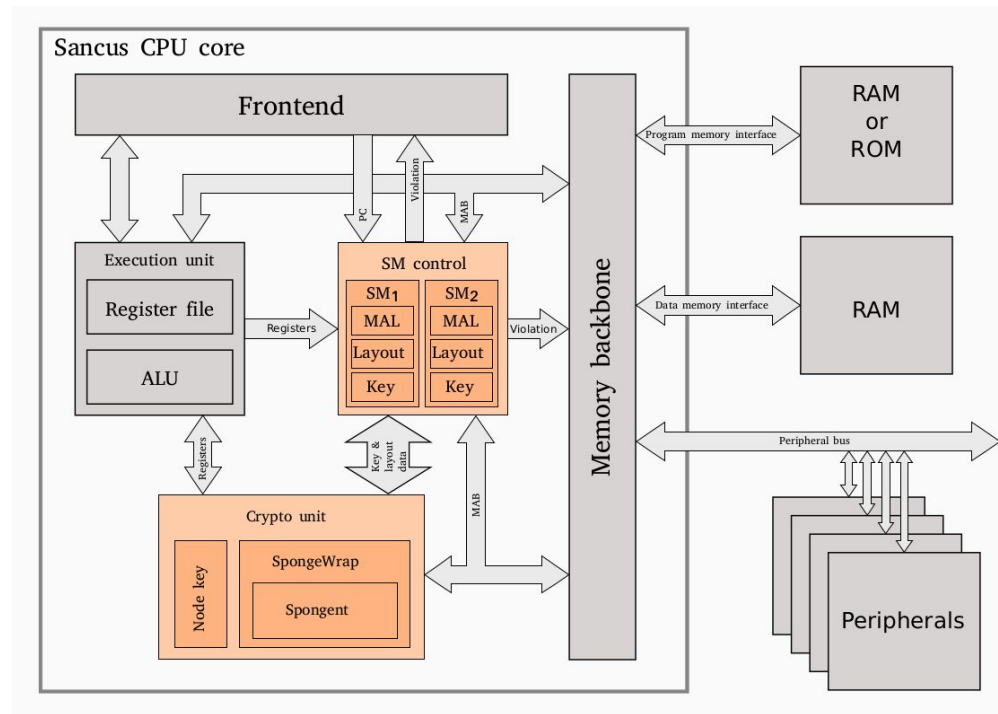 Sancus CPU core
Frontend
RAM
or
ROM
Program memory interface
PC
Violation
MAB
Execution unit
Register file
ALU
Registers
SM control
SM1
MAL
Layout
Key
SM2
MAL
Layout
Key
Violation
Memory backbone
Data memory interface
RAM
Registers
Key &
layout
data
MAB
Peripheral bus
Crypto unit
Node key
SpongeWrap
Spongent
Peripherals